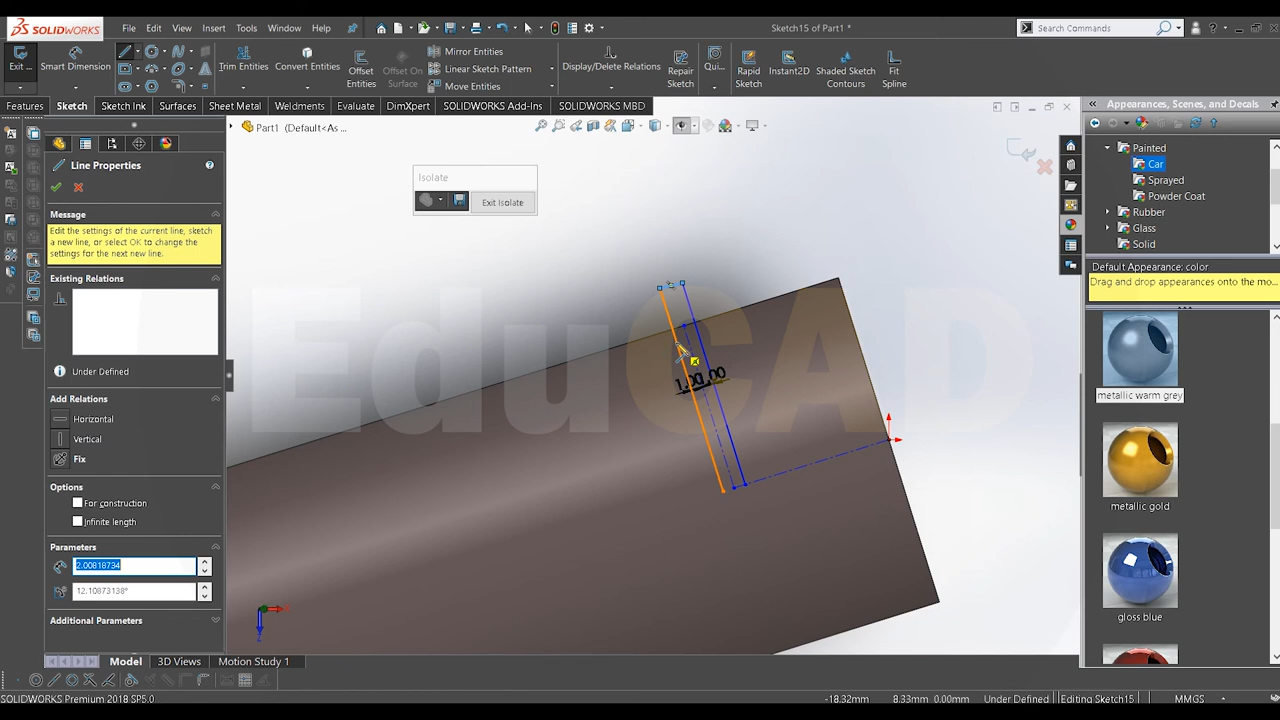 SOLIDWORKS
File Edit View Insert Tools Window
Sketch15 of Part1 *
Search Commands
Exit ...
Smart Dimension
Trim Entities
Convert Entities
Offset Entities
Offset On Surface
Mirror Entities
Linear Sketch Pattern
Move Entities
Display/Delete Relations
Repair Sketch
Qui...
Rapid Sketch
Instant2D
Shaded Sketch Contours
Fit Spline
Features Sketch Sketch Ink Surfaces Sheet Metal Weldments Evaluate DimXpert SOLIDWORKS Add-Ins SOLIDWORKS MBD
Part1 (Default<As ...
Line Properties
Message
Edit the settings of the current line, sketch
a new line, or select OK to change the
settings for the next new line.
Existing Relations
Under Defined
Add Relations
Horizontal
Vertical
Fix
Options
For construction
Infinite length
Parameters
2.00818734
12.10873138°
Additional Parameters
Isolate
Exit Isolate
EduCAD
Appearances, Scenes, and Decals
Painted
Car
Sprayed
Powder Coat
Rubber
Glass
Solid
Default Appearance: color
Drag and drop appearances onto the mo...
metallic warm grey
metallic gold
gloss blue
Model 3D Views Motion Study 1
SOLIDWORKS Premium 2018 SP5.0
-18.32mm 8.33mm 0.00mm Under Defined Editing Sketch15 MMGS